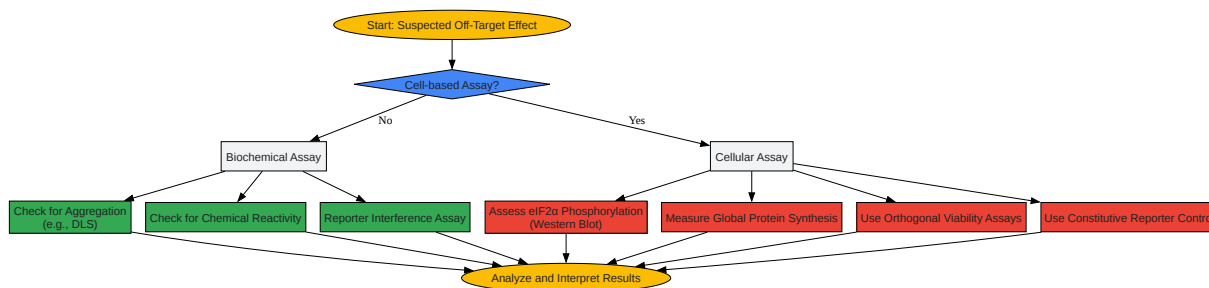 Start: Suspected Off-Target Effect
Cell-based Assay?
No
Yes
Biochemical Assay
Cellular Assay
Check for Aggregation
(e.g., DLS)
Check for Chemical Reactivity
Reporter Interference Assay
Assess eIF2α Phosphorylation
(Western Blot)
Measure Global Protein Synthesis
Use Orthogonal Viability Assays
Use Constitutive Reporter
Analyze and Interpret Results